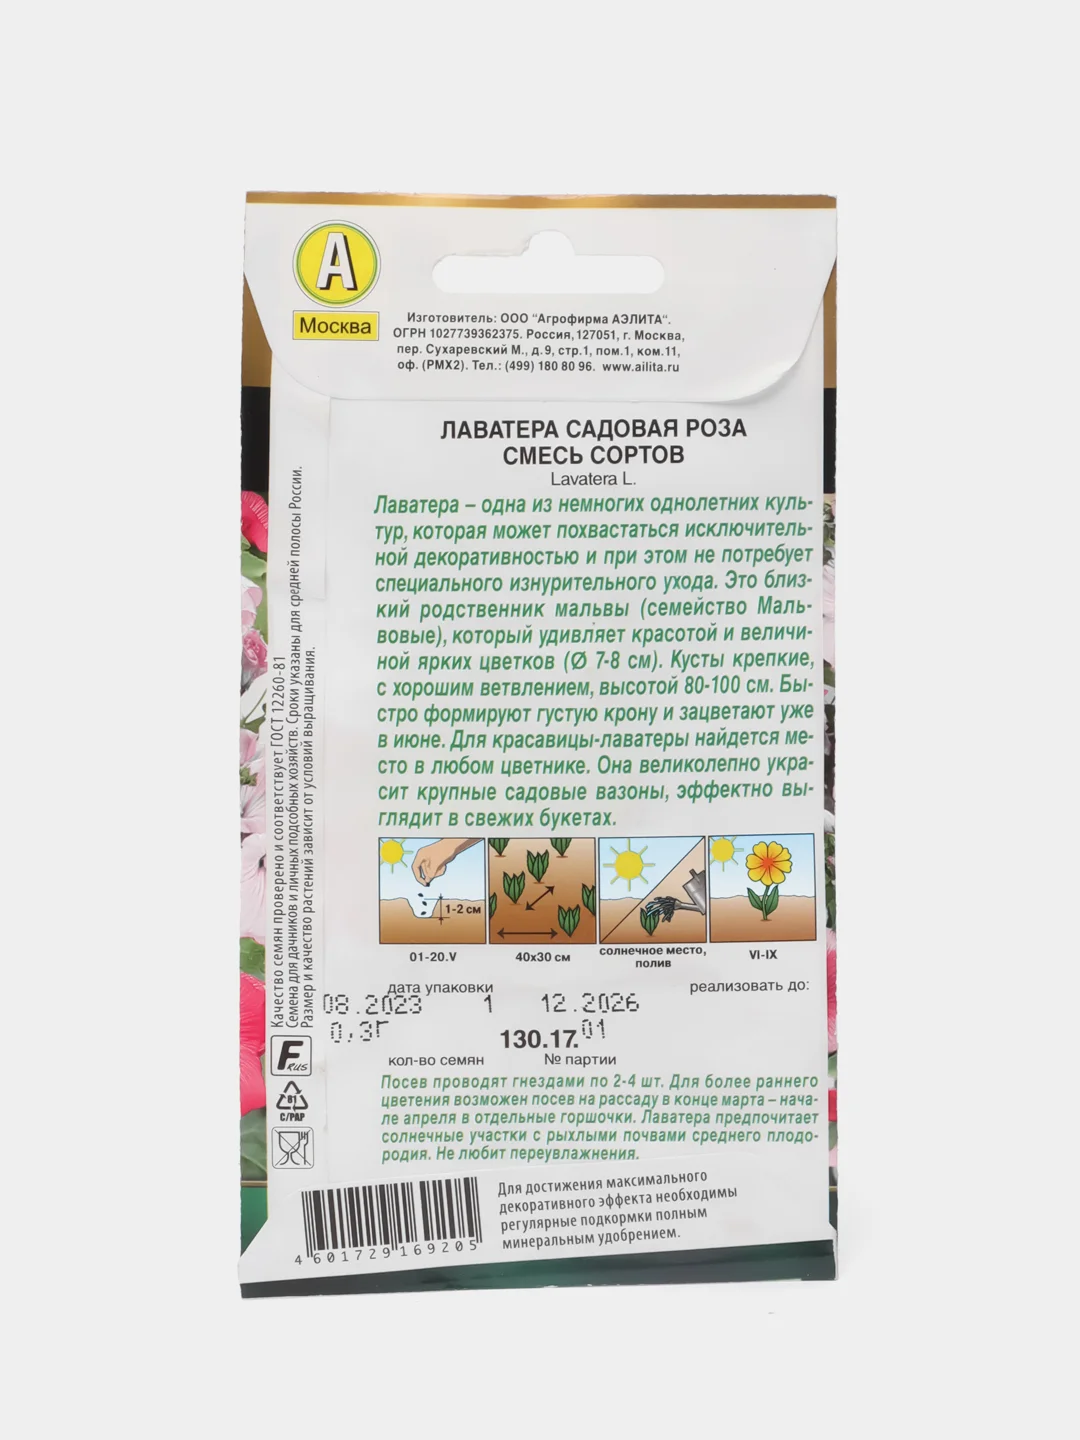 А
Москва
Изготовитель: ООО "Агрофирма АЭЛИТА".
ОГРН 1027739362375. Россия, 127051, г. Москва,
пер. Сухаревский М., д.9, стр.1, пом.1, ком.11,
оф. (РМХ2). Тел.: (499) 180 80 96. www.ailita.ru
ЛАВАТЕРА САДОВАЯ РОЗА
СМЕСЬ СОРТОВ
Lavatera L.
Лаватера – одна из немногих однолетних куль-
тур, которая может похвастаться исключитель-
ной декоративностью и при этом не потребует
специального изнурительного ухода. Это близ-
кий родственник мальвы (семейство Маль-
вовые), который удивляет красотой и величи-
ной ярких цветков (Ø 7-8 см). Кусты крепкие,
с хорошим ветвлением, высотой 80-100 см. Бы-
стро формируют густую крону и зацветают уже
в июне. Для красавицы-лаватеры найдется ме-
сто в любом цветнике. Она великолепно укра-
сит крупные садовые вазоны, эффектно вы-
глядит в свежих букетах.
1-2 см
01-20.V
40х30 см
солнечное место,
полив
VI-IX
дата упаковки
реализовать до:
08.2023 1 12.2026
0,3г
130.17.01
кол-во семян
№ партии
Посев проводят гнездами по 2-4 шт. Для более раннего
цветения возможен посев на рассаду в конце марта – нача-
ле апреля в отдельные горшочки. Лаватера предпочитает
солнечные участки с рыхлыми почвами среднего плодо-
родия. Не любит переувлажнения.
Для достижения максимального
декоративного эффекта необходимы
регулярные подкормки полным
минеральным удобрением.
4 601729 169205
Качество семян проверено и соответствует ГОСТ 12260-81
Семена для дачников и личных подсобных хозяйств. Сроки указаны для средней полосы России.
Размер и качество растений зависит от условий выращивания.
F RUS
81
C/PAP